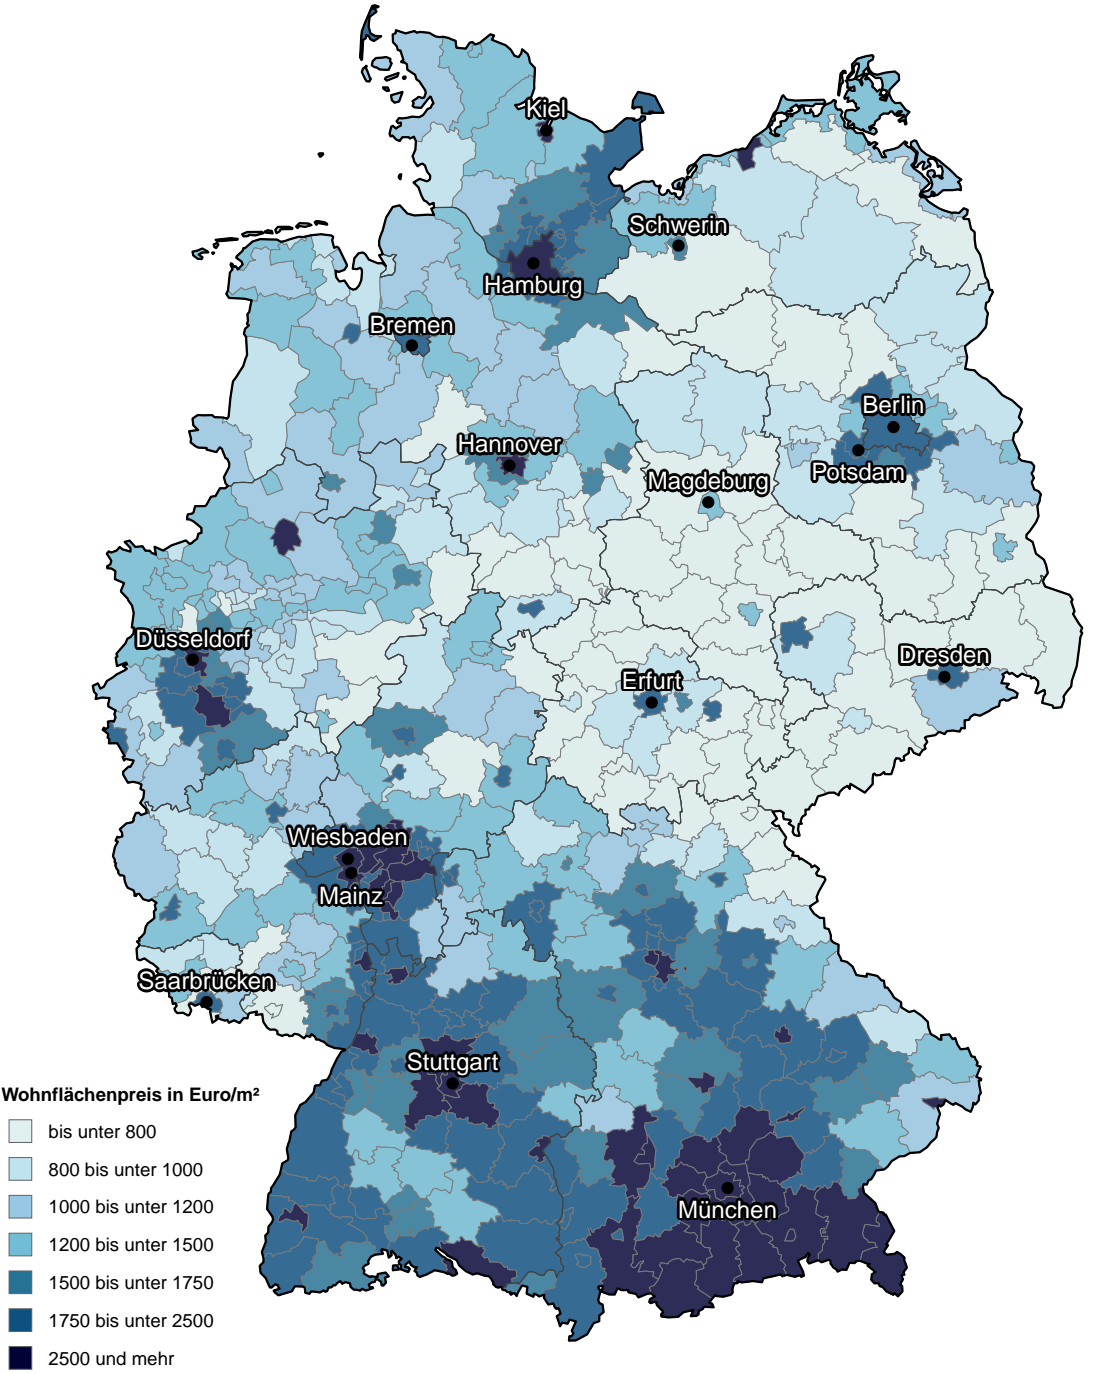 Kiel
Schwerin
Hamburg
Bremen
Berlin
Hannover
Potsdam
Magdeburg
Düsseldorf
Dresden
Erfurt
Wiesbaden
Mainz
Saarbrücken
Stuttgart
München
Wohnflächenpreis in Euro/m²
bis unter 800
800 bis unter 1000
1000 bis unter 1200
1200 bis unter 1500
1500 bis unter 1750
1750 bis unter 2500
2500 und mehr